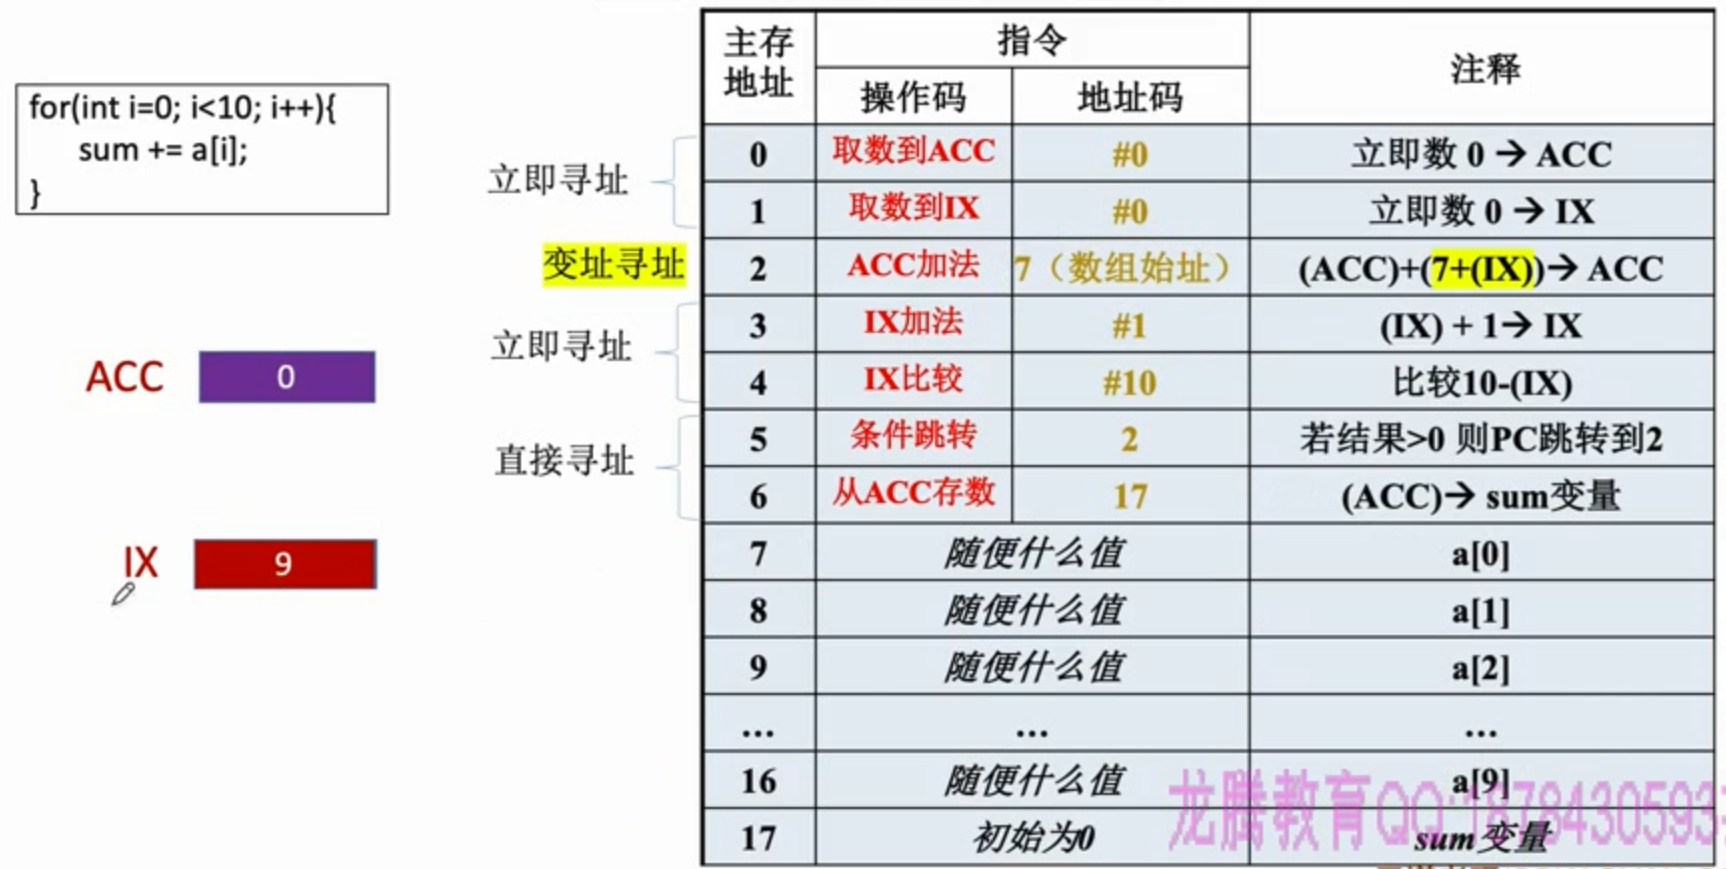 for(int i=0; i<10; i++){
sum += a[i];
}
ACC 0
IX 9
立即寻址
变址寻址
立即寻址
直接寻址
主存地址 指令 注释
操作码 地址码
0 取数到ACC #0 立即数 0 → ACC
1 取数到IX #0 立即数 0 → IX
2 ACC加法 7（数组始址） (ACC)+(7+(IX))→ ACC
3 IX加法 #1 (IX) + 1→ IX
4 IX比较 #10 比较10-(IX)
5 条件跳转 2 若结果>0 则PC跳转到2
6 从ACC存数 17 (ACC)→ sum变量
7 随便什么值 a[0]
8 随便什么值 a[1]
9 随便什么值 a[2]
... ... ...
16 随便什么值 a[9]
17 初始为0 sum变量
龙腾教育QQ:1878430593